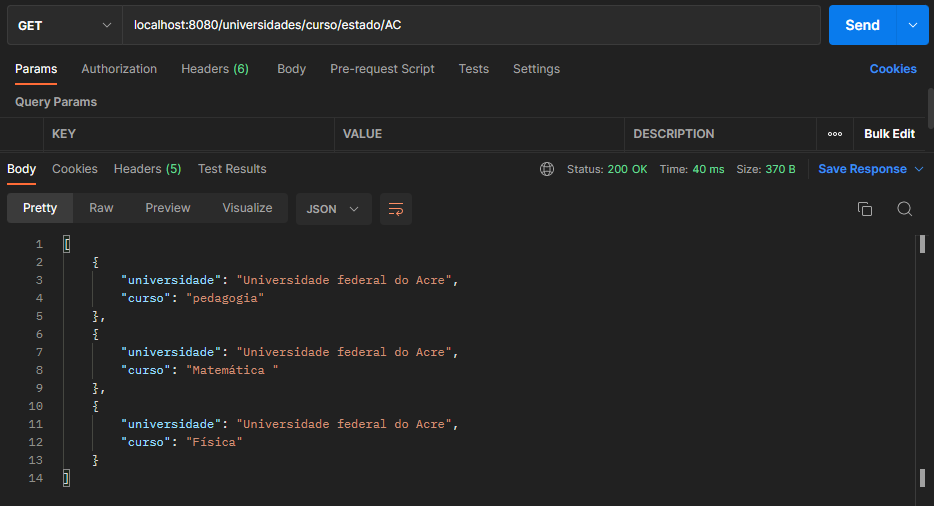 GET localhost:8080/universidades/curso/estado/AC Send
Params Authorization Headers (6) Body Pre-request Script Tests Settings Cookies
Query Params
KEY VALUE DESCRIPTION ooo Bulk Edit
Body Cookies Headers (5) Test Results Status: 200 OK Time: 40 ms Size: 370 B Save Response
Pretty Raw Preview Visualize JSON
1 [
2 {
3 "universidade": "Universidade federal do Acre",
4 "curso": "pedagogia"
5 },
6 {
7 "universidade": "Universidade federal do Acre",
8 "curso": "Matemática "
9 },
10 {
11 "universidade": "Universidade federal do Acre",
12 "curso": "Física"
13 }
14 ]